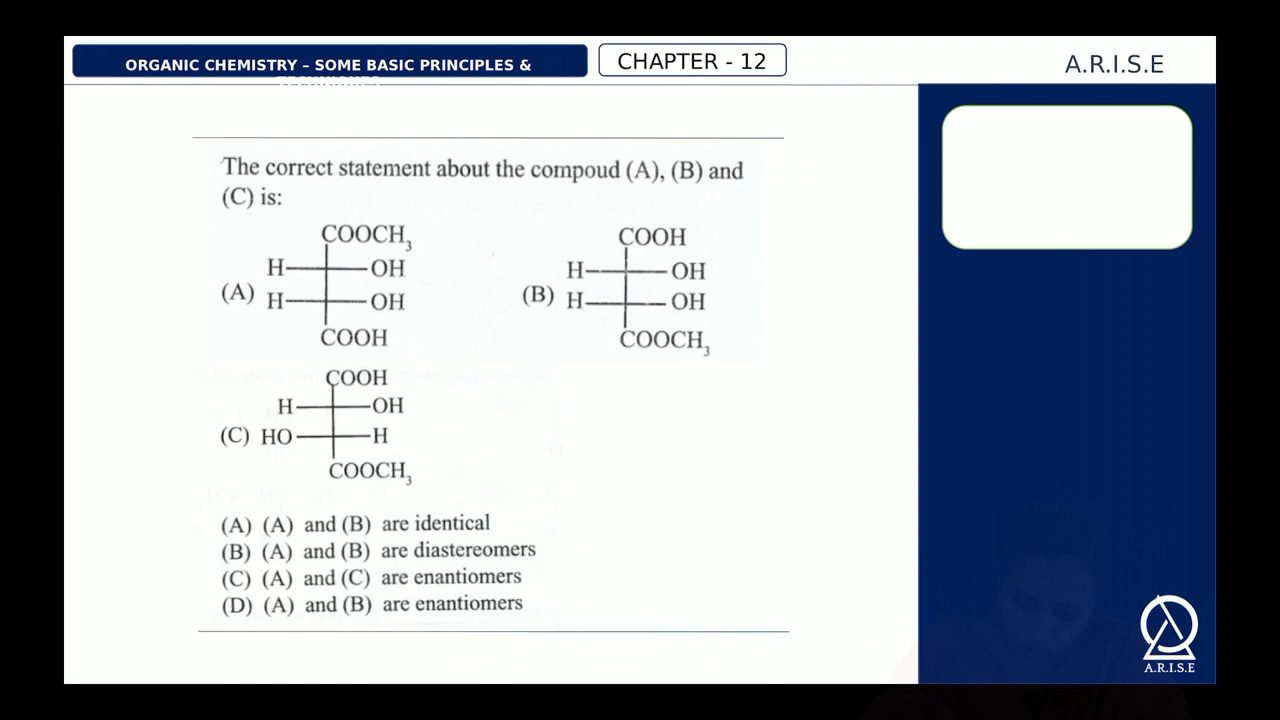 ORGANIC CHEMISTRY – SOME BASIC PRINCIPLES &
CHAPTER - 12
A.R.I.S.E
The correct statement about the compoud (A), (B) and
(C) is:
COOCH₃
H OH
(A) H OH
COOH
COOH
H OH
(B) H OH
COOCH₃
COOH
H OH
(C) HO H
COOCH₃
(A) (A) and (B) are identical
(B) (A) and (B) are diastereomers
(C) (A) and (C) are enantiomers
(D) (A) and (B) are enantiomers
A.R.I.S.E